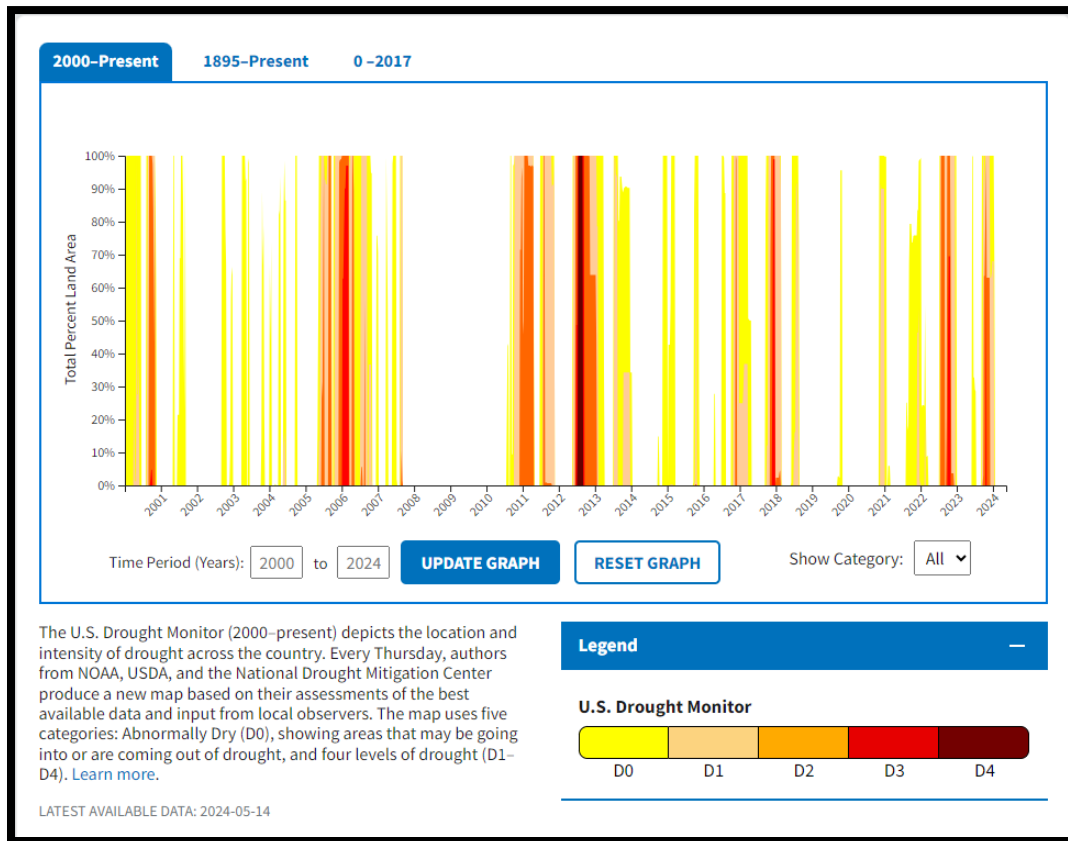 2000–Present 1895–Present 0 –2017
100%
90%
80%
70%
60%
50%
40%
30%
20%
10%
0%
Total Percent Land Area
2001 2002 2003 2004 2005 2006 2007 2008 2009 2010 2011 2012 2013 2014 2015 2016 2017 2018 2019 2020 2021 2022 2023 2024
Time Period (Years): 2000 to 2024 UPDATE GRAPH RESET GRAPH Show Category: All
The U.S. Drought Monitor (2000–present) depicts the location and
intensity of drought across the country. Every Thursday, authors
from NOAA, USDA, and the National Drought Mitigation Center
produce a new map based on their assessments of the best
available data and input from local observers. The map uses five
categories: Abnormally Dry (D0), showing areas that may be going
into or are coming out of drought, and four levels of drought (D1–
D4). Learn more.
LATEST AVAILABLE DATA: 2024-05-14
Legend
U.S. Drought Monitor
D0 D1 D2 D3 D4